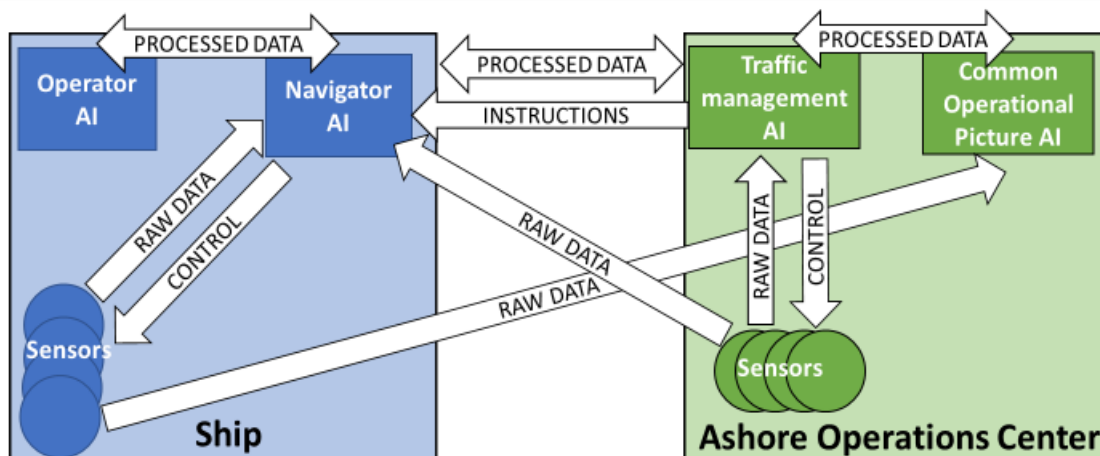 PROCESSED DATA
PROCESSED DATA
PROCESSED DATA
Operator
AI
Navigator
AI
Traffic
management
AI
Common
Operational
Picture AI
INSTRUCTIONS
RAW DATA
CONTROL
RAW DATA
RAW DATA
RAW DATA
CONTROL
Sensors
Sensors
Ship
Ashore Operations Center